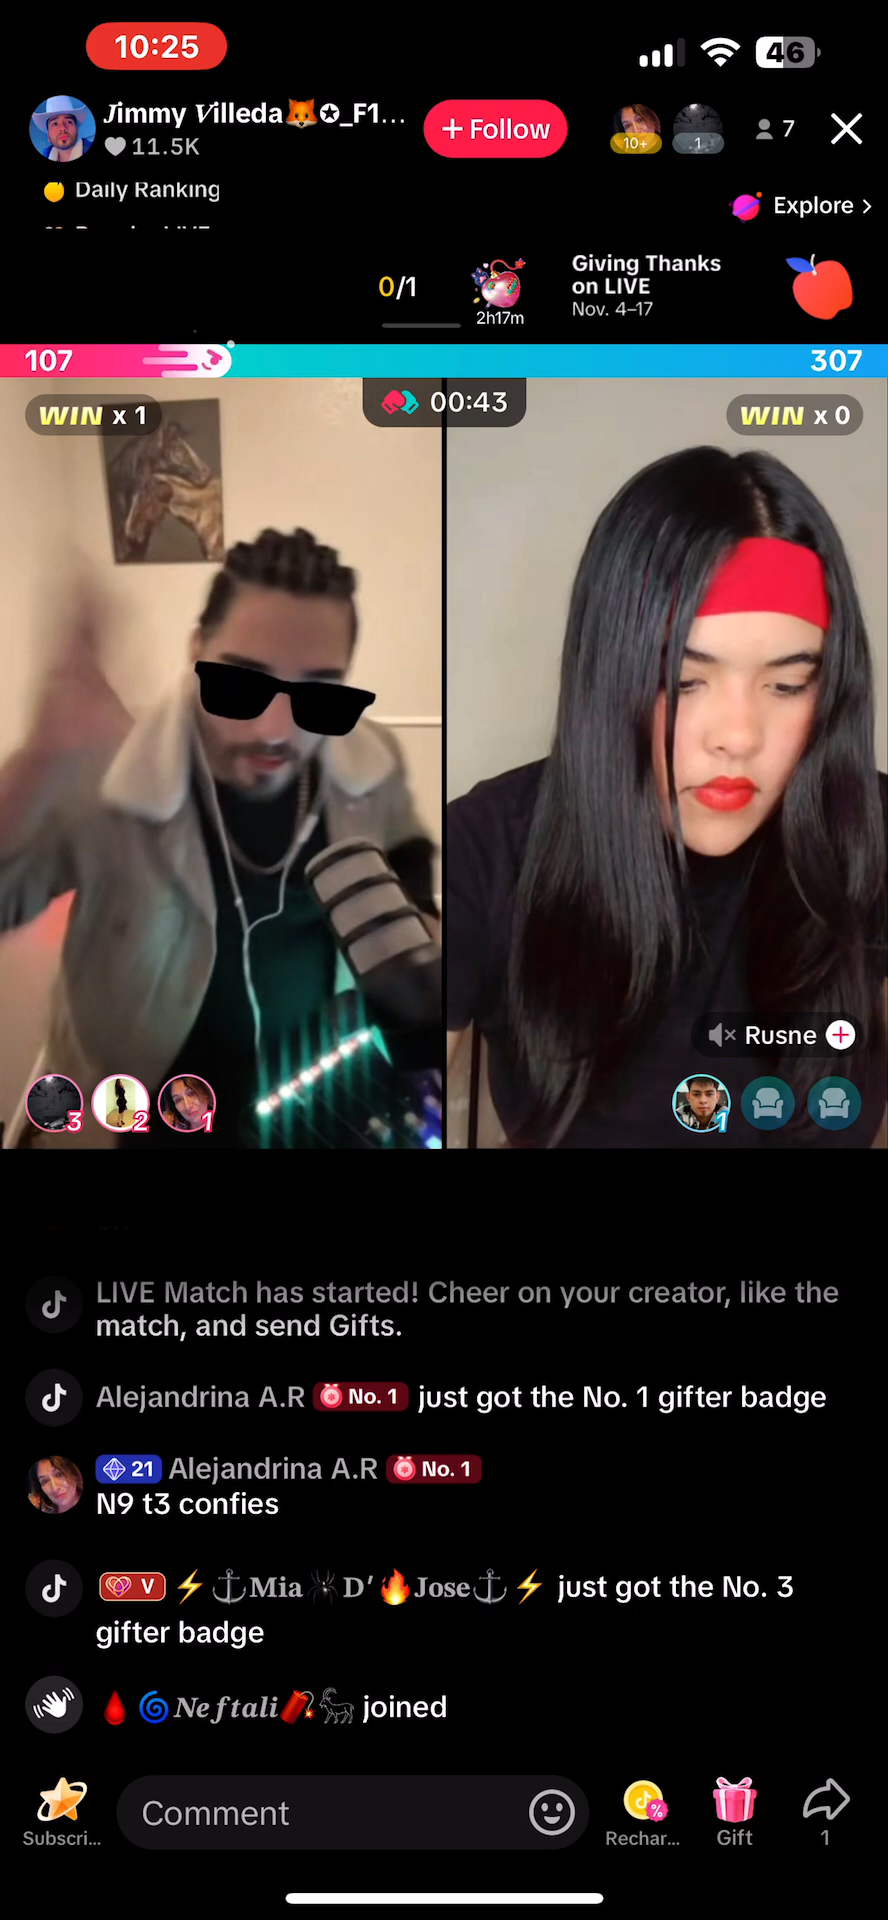 10:25
46
Jimmy Villeda🦊✪_F1...
11.5K
+ Follow
10+
1
7
Daily Ranking
Explore >
0/1
2h17m
Giving Thanks
on LIVE
Nov. 4–17
107
307
WIN x 1
00:43
WIN x 0
Rusne
3
2
1
1
LIVE Match has started! Cheer on your creator, like the
match, and send Gifts.
Alejandrina A.R No. 1 just got the No. 1 gifter badge
21 Alejandrina A.R No. 1
N9 t3 confies
V ⚡⚓Mia🕷D′🔥Jose⚓⚡ just got the No. 3
gifter badge
🩸🌀Neftali🧨🐐 joined
Comment
Subscri...
Rechar...
Gift
1